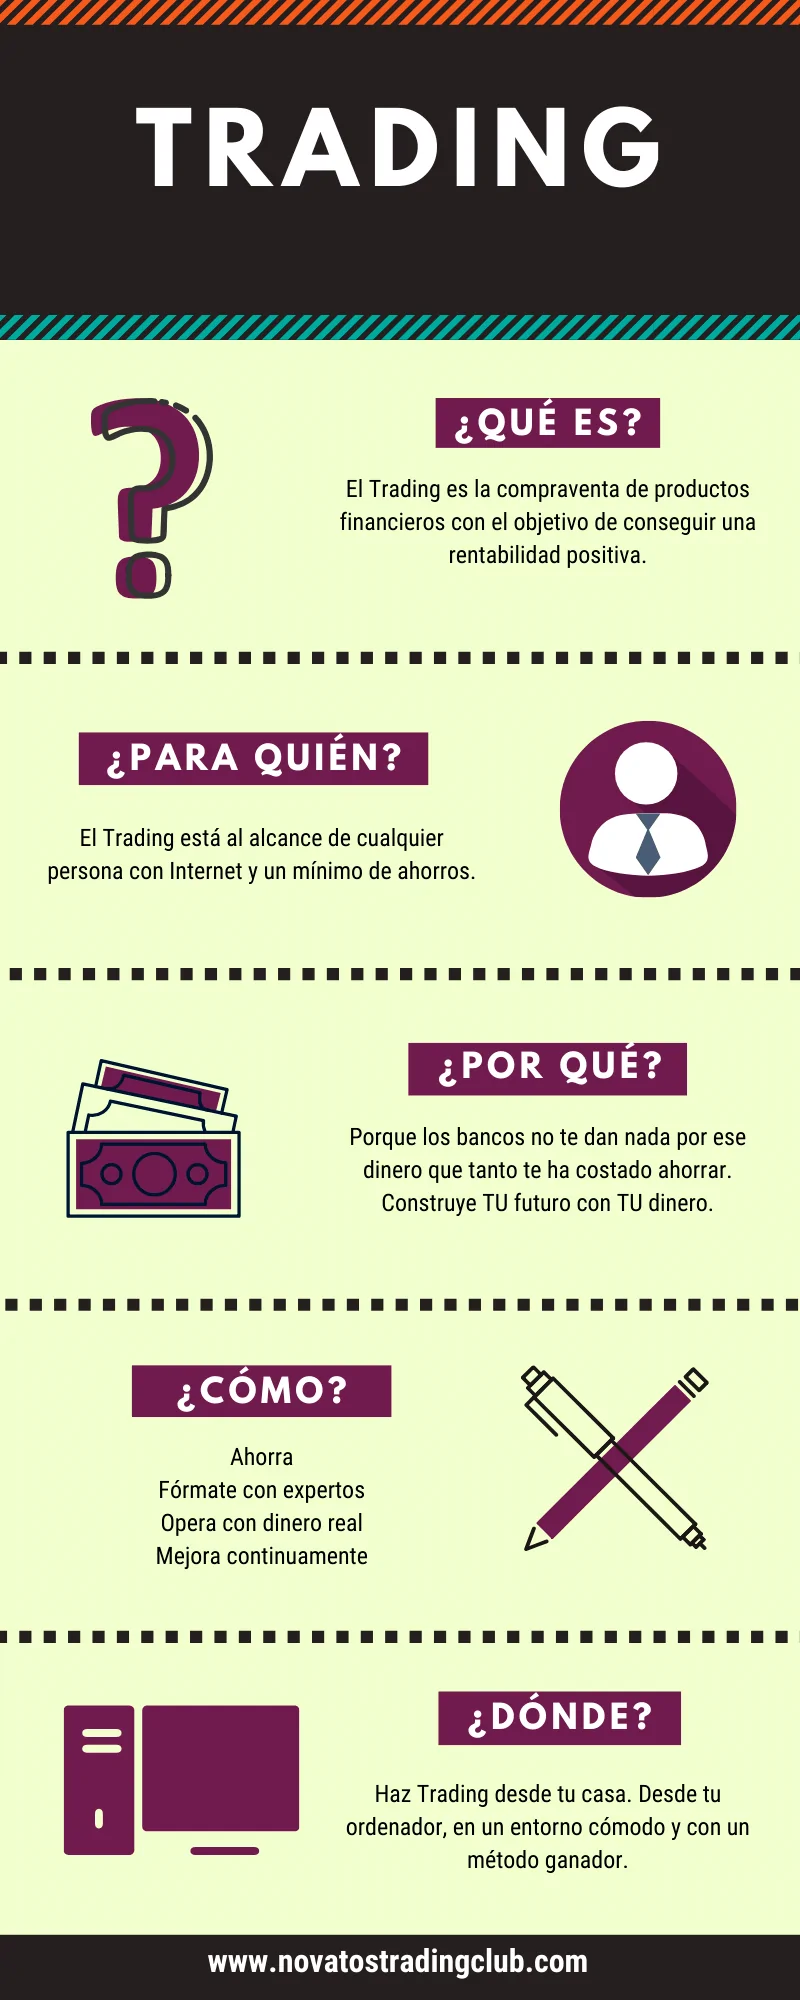 TRADING
¿QUÉ ES?
El Trading es la compraventa de productos
financieros con el objetivo de conseguir una
rentabilidad positiva.
¿PARA QUIÉN?
El Trading está al alcance de cualquier
persona con Internet y un mínimo de ahorros.
¿POR QUÉ?
Porque los bancos no te dan nada por ese
dinero que tanto te ha costado ahorrar.
Construye TU futuro con TU dinero.
¿CÓMO?
Ahorra
Fórmate con expertos
Opera con dinero real
Mejora continuamente
¿DÓNDE?
Haz Trading desde tu casa. Desde tu
ordenador, en un entorno cómodo y con un
método ganador.
www.novatostradingclub.com